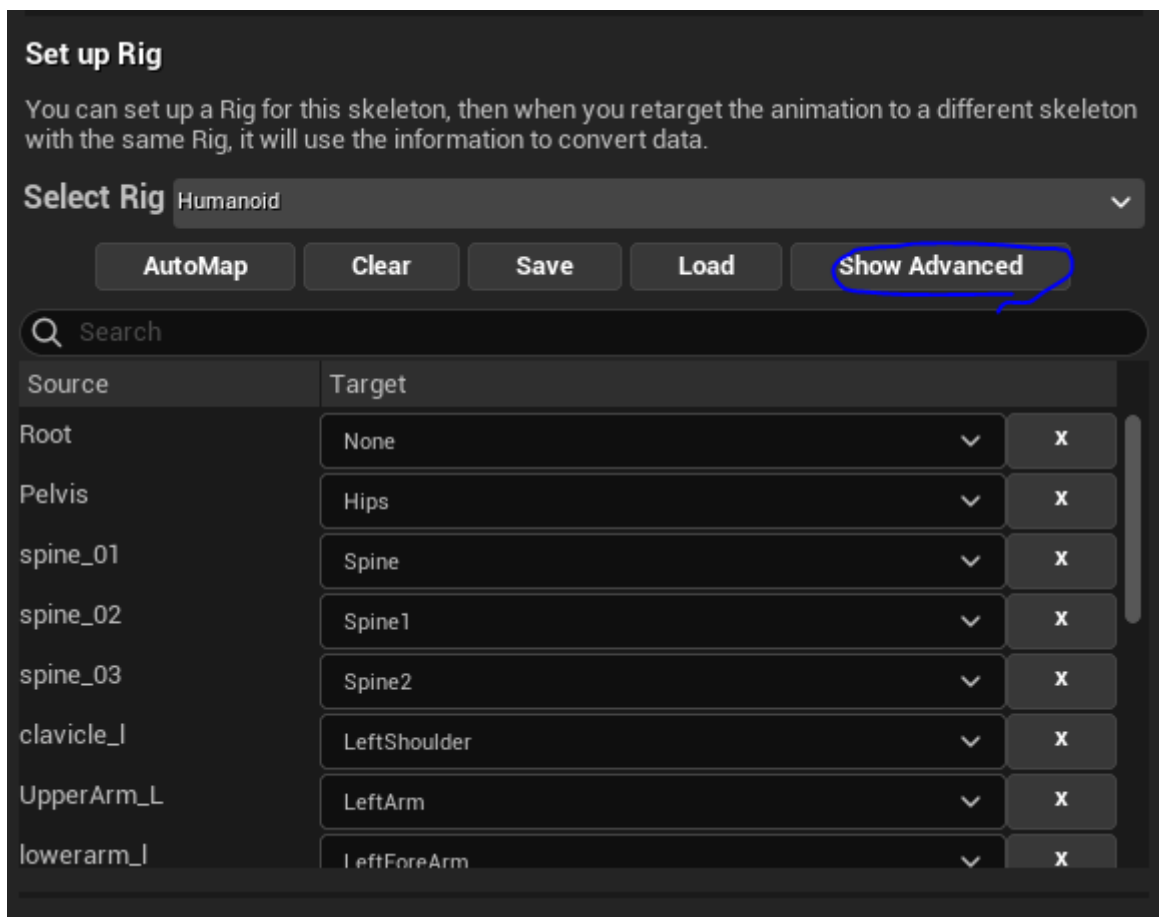 Set up Rig
You can set up a Rig for this skeleton, then when you retarget the animation to a different skeleton
with the same Rig, it will use the information to convert data.
Select Rig Humanoid
AutoMap Clear Save Load Show Advanced
Search
Source Target
Root None x
Pelvis Hips x
spine_01 Spine x
spine_02 Spine1 x
spine_03 Spine2 x
clavicle_l LeftShoulder x
UpperArm_L LeftArm x
lowerarm_l LeftForeArm x